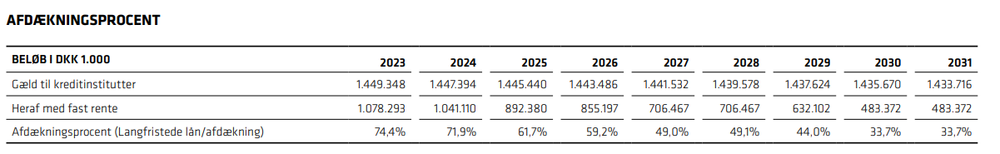 AFDÆKNINGSPROCENT
BELØB I DKK 1.000 2023 2024 2025 2026 2027 2028 2029 2030 2031
Gæld til kreditinstitutter 1.449.348 1.447.394 1.445.440 1.443.486 1.441.532 1.439.578 1.437.624 1.435.670 1.433.716
Heraf med fast rente 1.078.293 1.041.110 892.380 855.197 706.467 706.467 632.102 483.372 483.372
Afdækningsprocent (Langfristede lån/afdækning) 74,4% 71,9% 61,7% 59,2% 49,0% 49,1% 44,0% 33,7% 33,7%